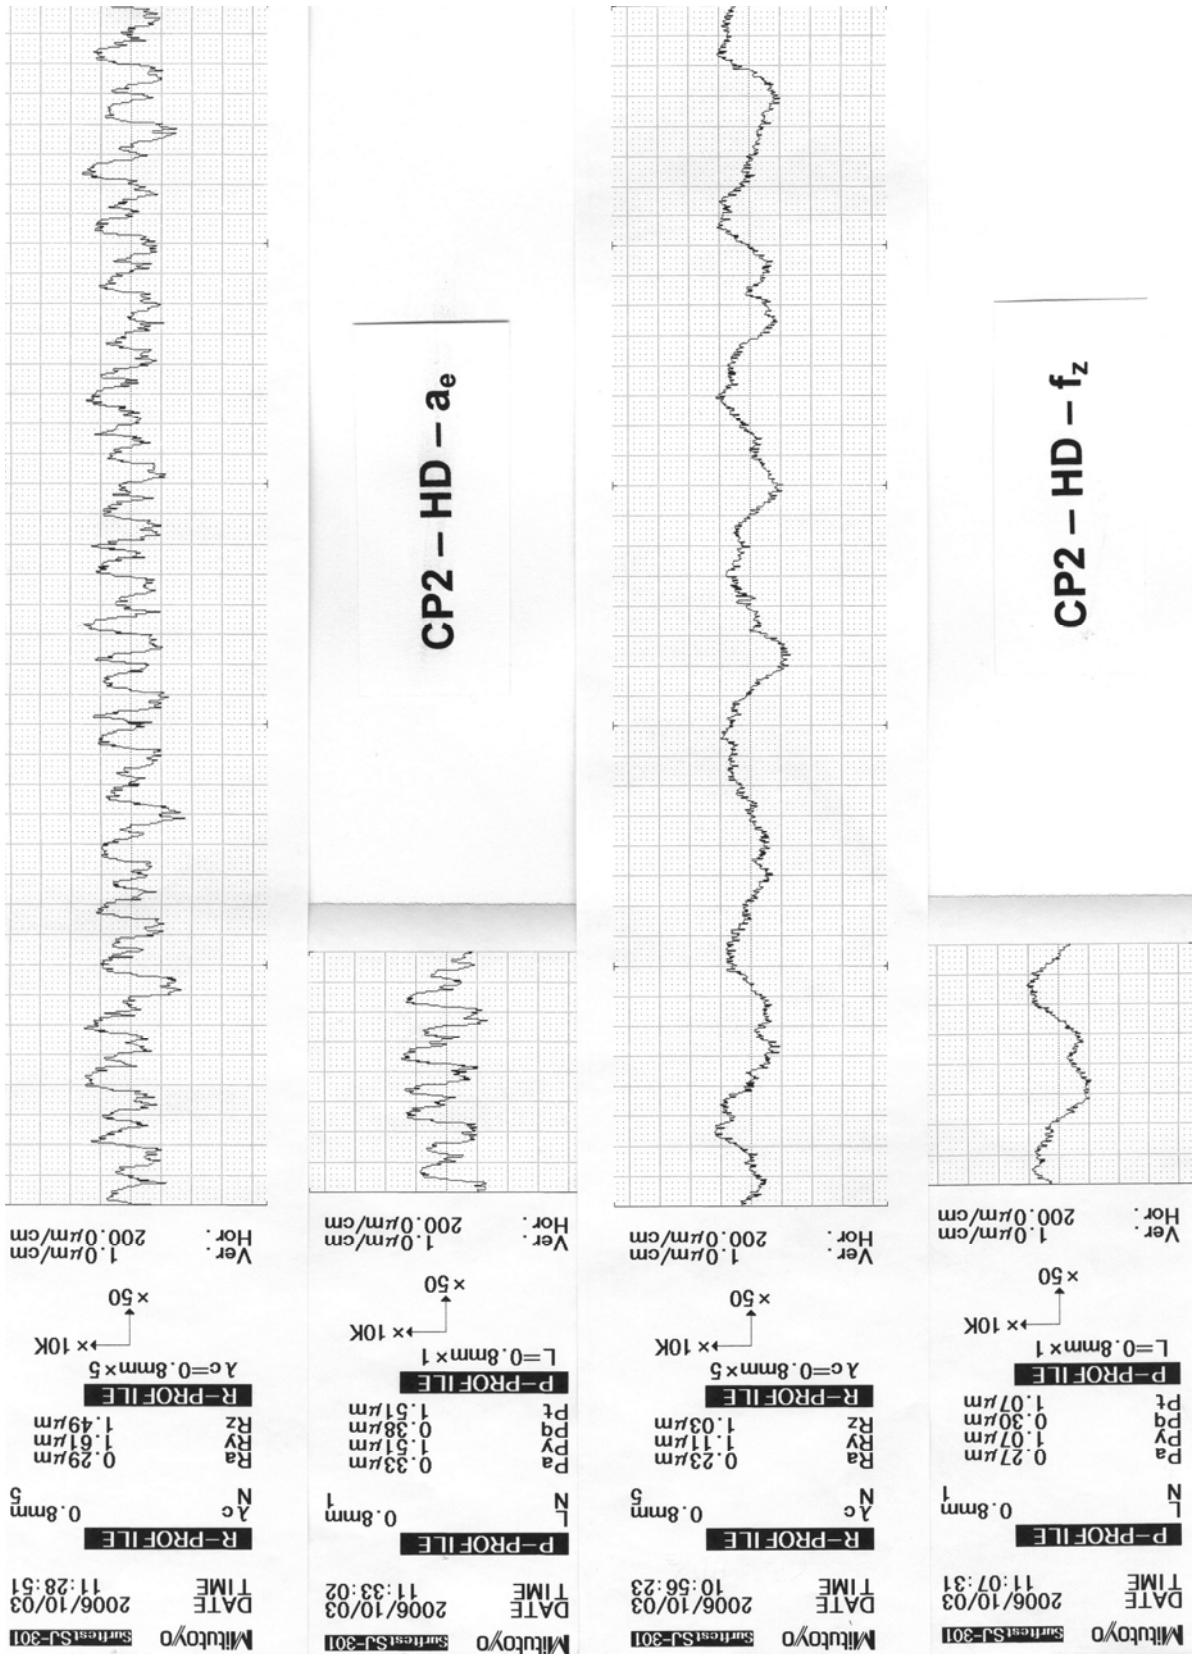 Mitutoyo SurftestSJ-301
DATE 2006/10/03
TIME 11:28:51
R-PROFILE
λc 0.8mm
N 5
Ra 0.29μm
Ry 1.61μm
Rz 1.49μm
R-PROFILE
λc=0.8mm×5
×10K
×50
Ver. 1.0μm/cm
Hor. 200.0μm/cm
Mitutoyo SurftestSJ-301
DATE 2006/10/03
TIME 11:33:02
P-PROFILE
L 0.8mm
N 1
Pa 0.33μm
Py 1.51μm
Pq 0.38μm
Pt 1.51μm
P-PROFILE
L=0.8mm×1
×10K
×50
Ver. 1.0μm/cm
Hor. 200.0μm/cm
CP2 – HD – ae
Mitutoyo SurftestSJ-301
DATE 2006/10/03
TIME 10:56:23
R-PROFILE
λc 0.8mm
N 5
Ra 0.23μm
Ry 1.11μm
Rz 1.03μm
R-PROFILE
λc=0.8mm×5
×10K
×50
Ver. 1.0μm/cm
Hor. 200.0μm/cm
Mitutoyo SurftestSJ-301
DATE 2006/10/03
TIME 11:07:31
P-PROFILE
L 0.8mm
N 1
Pa 0.27μm
Py 1.07μm
Pq 0.30μm
Pt 1.07μm
P-PROFILE
L=0.8mm×1
×10K
×50
Ver. 1.0μm/cm
Hor. 200.0μm/cm
CP2 – HD – fz